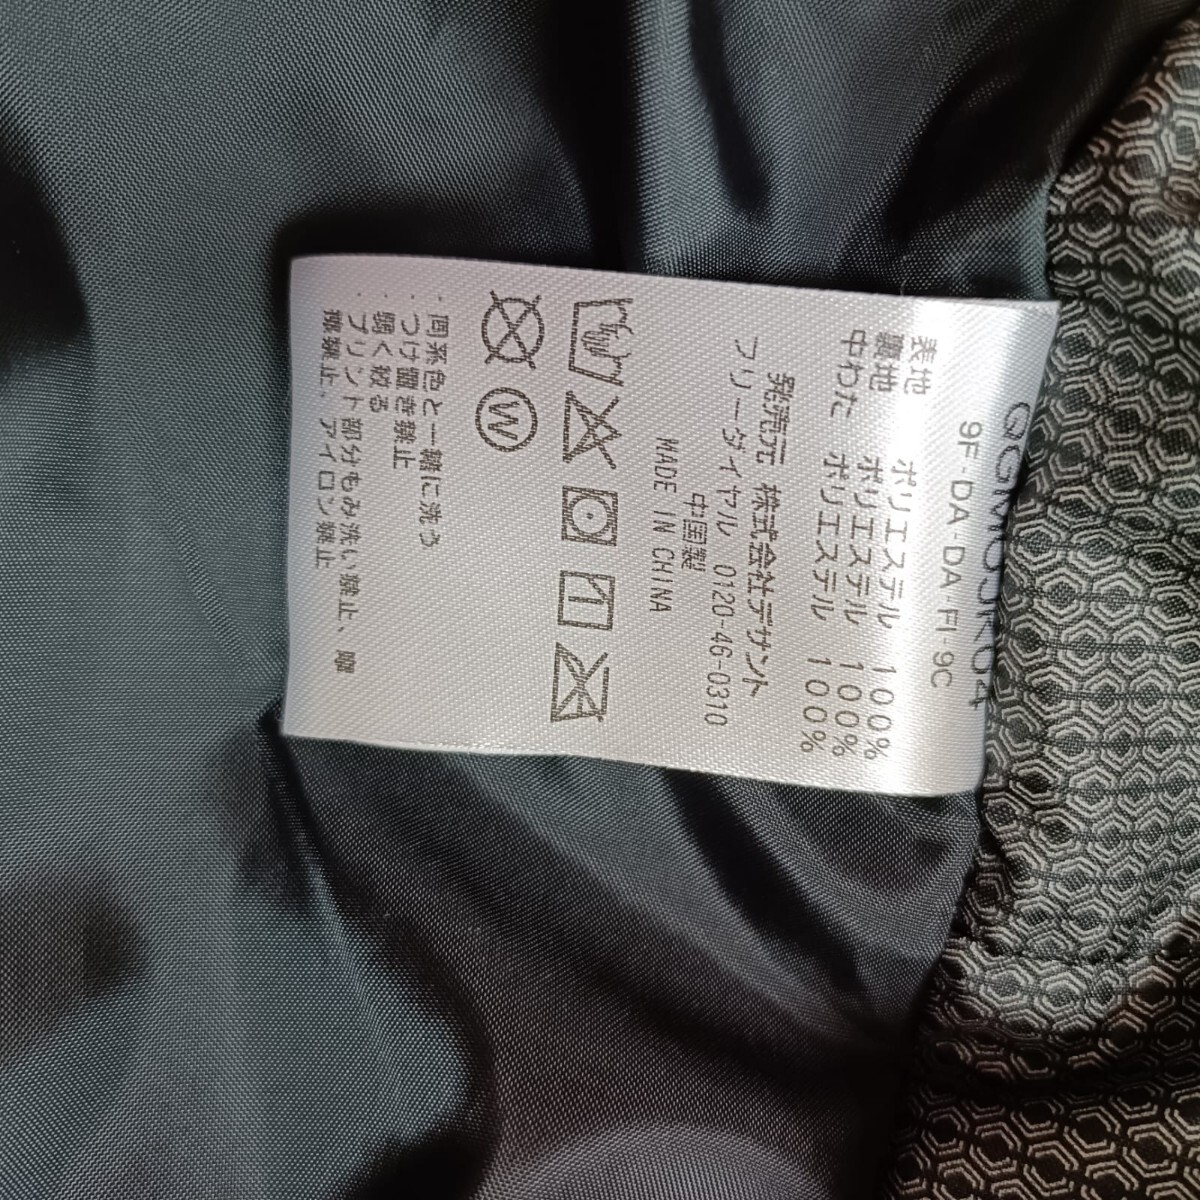 QGMOJK04
9F-DA-DA-FI 9C
表地 ポリエステル 100%
裏地 ポリエステル 100%
中わた ポリエステル 100%
発売元 株式会社デサント
フリーダイヤル 0120-46-0310
中国製
MADE IN CHINA
W
・同系色と一緒に洗う
・つけ置き禁止
・弱く絞る
・プリント部分もみ洗い禁止、摩
擦禁止、アイロン禁止